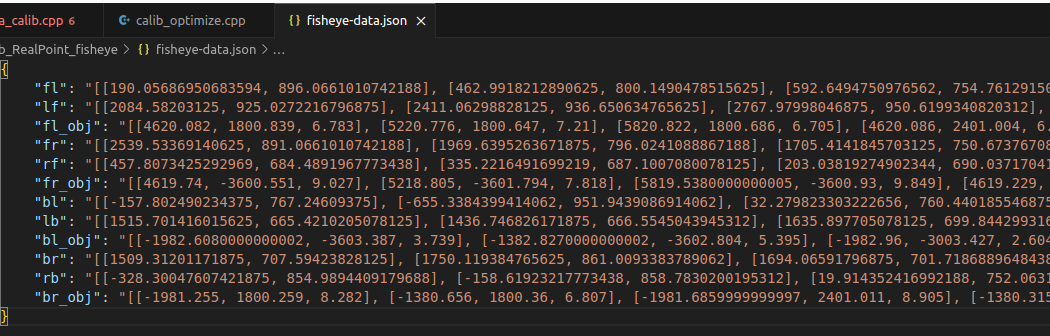 a_calib.cpp 6 calib_optimize.cpp {} fisheye-data.json ×
b_RealPoint_fisheye > {} fisheye-data.json > ...
{
"fl": "[[190.05686950683594, 896.0661010742188], [462.9918212890625, 800.1490478515625], [592.6494750976562, 754.76129150
"lf": "[[2084.58203125, 925.0272216796875], [2411.06298828125, 936.650634765625], [2767.97998046875, 950.6199340820312],
"fl_obj": "[[4620.082, 1800.839, 6.783], [5220.776, 1800.647, 7.21], [5820.822, 1800.686, 6.705], [4620.086, 2401.004, 6.
"fr": "[[2539.53369140625, 891.0661010742188], [1969.6395263671875, 796.0241088867188], [1705.4141845703125, 750.67376708
"rf": "[[457.8073425292969, 684.4891967773438], [335.2216491699219, 687.1007080078125], [203.03819274902344, 690.03717041
"fr_obj": "[[4619.74, -3600.551, 9.027], [5218.805, -3601.794, 7.818], [5819.5380000000005, -3600.93, 9.849], [4619.229,
"bl": "[[-157.802490234375, 767.24609375], [-655.3384399414062, 951.9439086914062], [32.279823303222656, 760.440185546875
"lb": "[[1515.701416015625, 665.4210205078125], [1436.746826171875, 666.5545043945312], [1635.897705078125, 699.844299316
"bl_obj": "[[-1982.6080000000002, -3603.387, 3.739], [-1382.8270000000002, -3602.804, 5.395], [-1982.96, -3003.427, 2.604
"br": "[[1509.31201171875, 707.59423828125], [1750.119384765625, 861.0093383789062], [1694.06591796875, 701.7186889648438
"rb": "[[-328.30047607421875, 854.9894409179688], [-158.61923217773438, 858.7830200195312], [19.914352416992188, 752.0631
"br_obj": "[[-1981.255, 1800.259, 8.282], [-1380.656, 1800.36, 6.807], [-1981.6859999999997, 2401.011, 8.905], [-1380.315
}